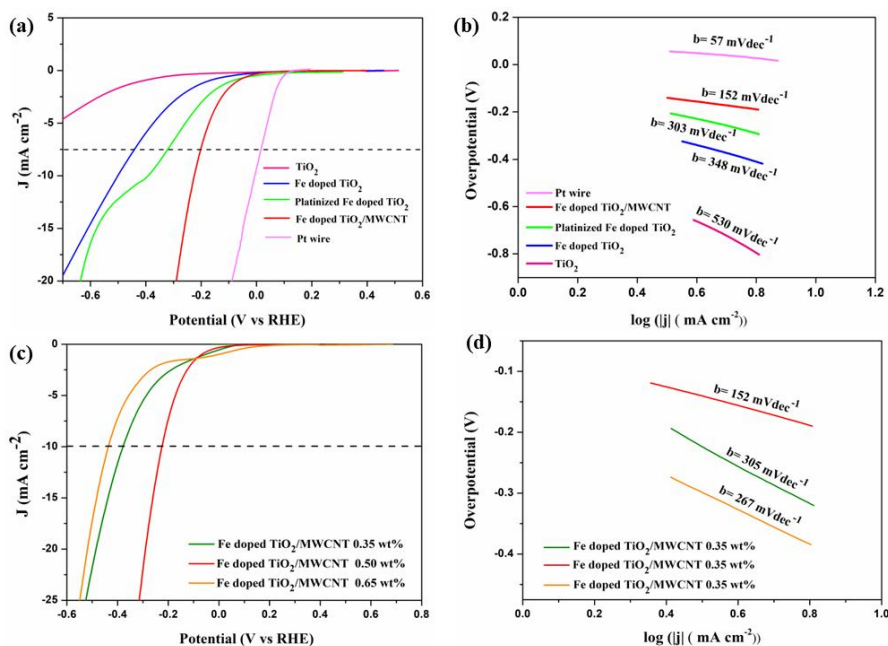 (a)
5
0
-5
-10
-15
-20
J (mA cm-2)
TiO2
Fe doped TiO2
Platinized Fe doped TiO2
Fe doped TiO2/MWCNT
Pt wire
-0.6 -0.4 -0.2 0.0 0.2 0.4 0.6
Potential (V vs RHE)
(b)
0.2
0.0
-0.2
-0.4
-0.6
-0.8
Overpotential (V)
b= 57 mVdec-1
b= 152 mVdec-1
b= 303 mVdec-1
b= 348 mVdec-1
b= 530 mVdec-1
Pt wire
Fe doped TiO2/MWCNT
Platinized Fe doped TiO2
Fe doped TiO2
TiO2
0.0 0.2 0.4 0.6 0.8 1.0 1.2
log (|j| ( mA cm-2))
(c)
0
-5
-10
-15
-20
-25
J (mA cm-2)
Fe doped TiO2/MWCNT 0.35 wt%
Fe doped TiO2/MWCNT 0.50 wt%
Fe doped TiO2/MWCNT 0.65 wt%
-0.6 -0.4 -0.2 0.0 0.2 0.4 0.6 0.8
Potential (V vs RHE)
(d)
-0.1
-0.2
-0.3
-0.4
Overpotential (V)
b= 152 mVdec-1
b= 305 mVdec-1
b= 267 mVdec-1
Fe doped TiO2/MWCNT 0.35 wt%
Fe doped TiO2/MWCNT 0.35 wt%
Fe doped TiO2/MWCNT 0.35 wt%
0.0 0.2 0.4 0.6 0.8 1.0
log (|j| ( mA cm-2))